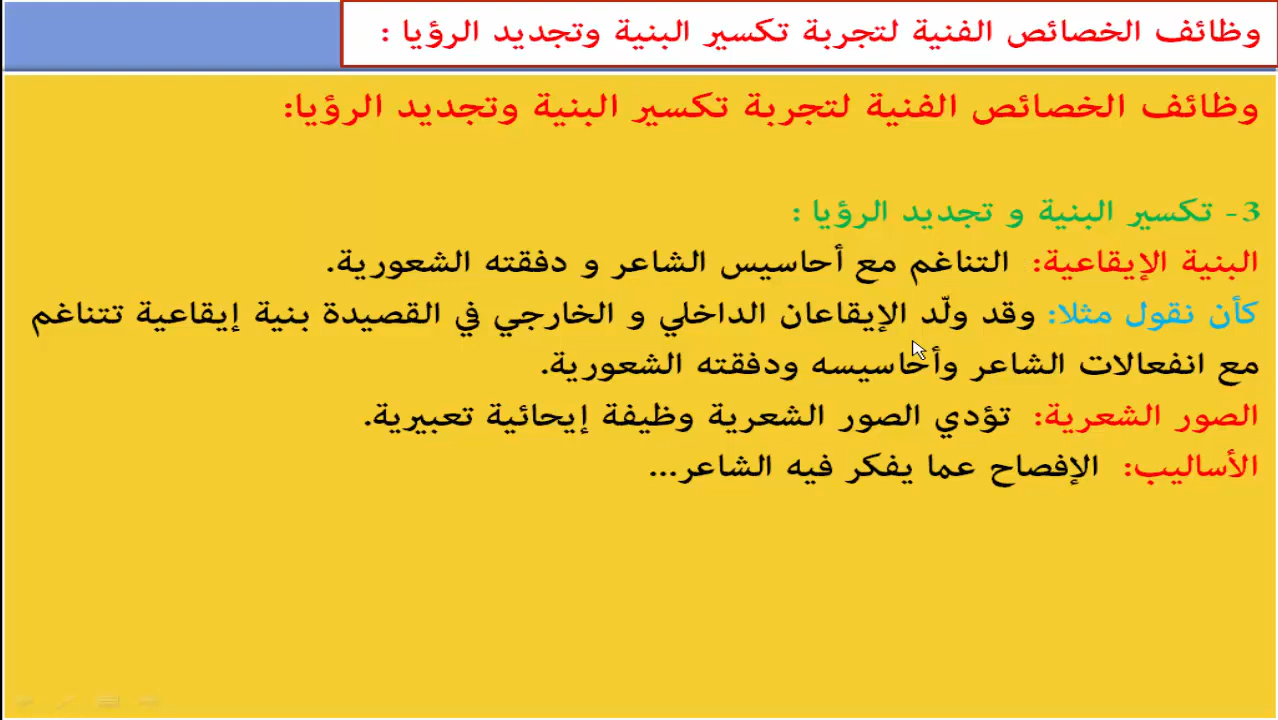 وظائف الخصائص الفنية لتجربة تكسير البنية وتجديد الرؤيا :
وظائف الخصائص الفنية لتجربة تكسير البنية وتجديد الرؤيا:
3- تكسير البنية و تجديد الرؤيا :
البنية الإيقاعية: التناغم مع أحاسيس الشاعر و دفقته الشعورية.
كأن نقول مثلا: وقد ولّد الإيقاعان الداخلي و الخارجي في القصيدة بنية إيقاعية تتناغم
مع انفعالات الشاعر وأحاسيسه ودفقته الشعورية.
الصور الشعرية: تؤدي الصور الشعرية وظيفة إيحائية تعبيرية.
الأساليب: الإفصاح عما يفكر فيه الشاعر...